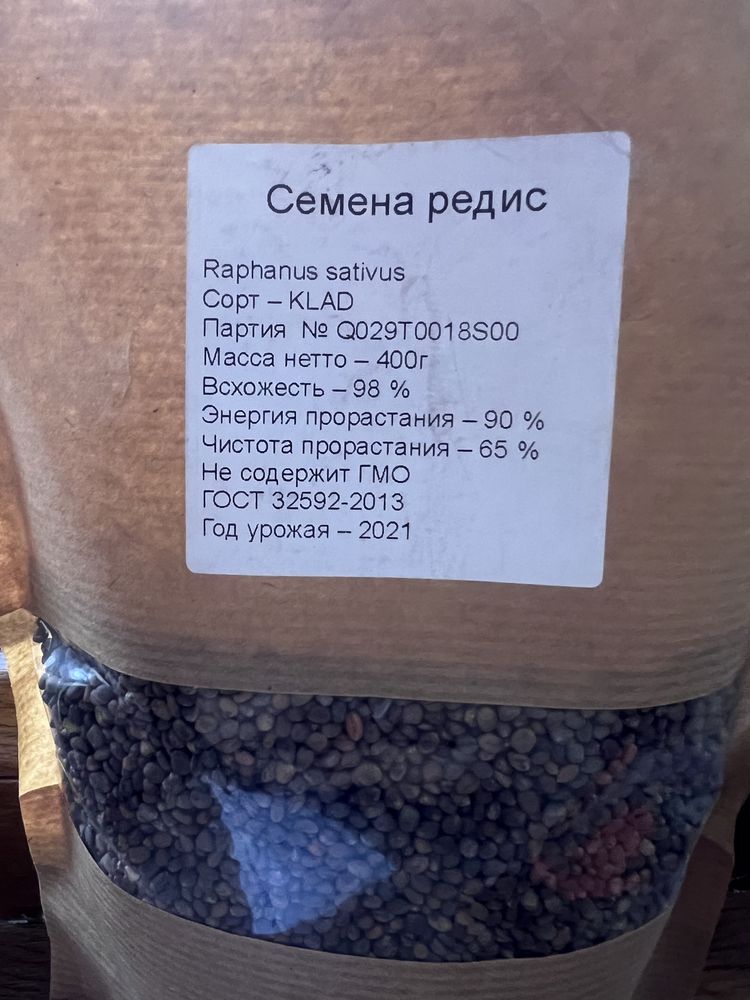 Семена редис
Raphanus sativus
Сорт – KLAD
Партия № Q029T0018S00
Масса нетто – 400г
Всхожесть – 98 %
Энергия прорастания – 90 %
Чистота прорастания – 65 %
Не содержит ГМО
ГОСТ 32592-2013
Год урожая – 2021